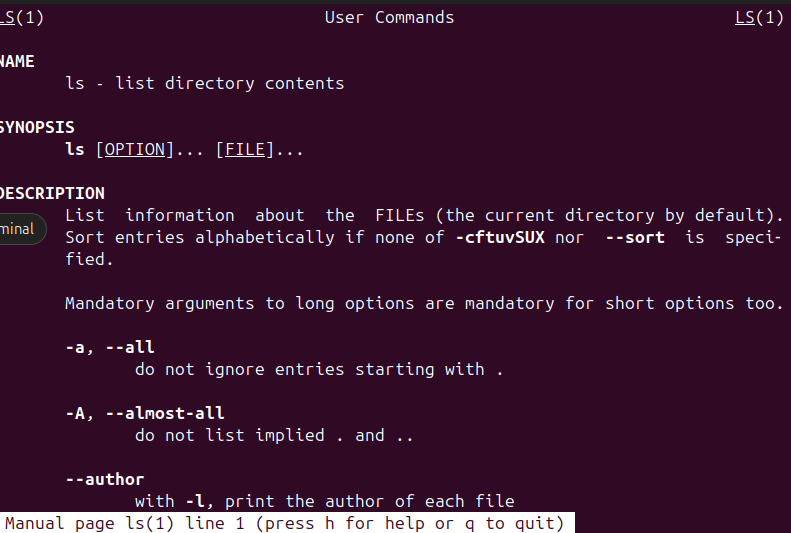 LS(1) User Commands LS(1)
NAME
ls - list directory contents
SYNOPSIS
ls [OPTION]... [FILE]...
DESCRIPTION
List information about the FILEs (the current directory by default).
minal
Sort entries alphabetically if none of -cftuvSUX nor --sort is speci-
fied.
Mandatory arguments to long options are mandatory for short options too.
-a, --all
do not ignore entries starting with .
-A, --almost-all
do not list implied . and ..
--author
with -l, print the author of each file
Manual page ls(1) line 1 (press h for help or q to quit)